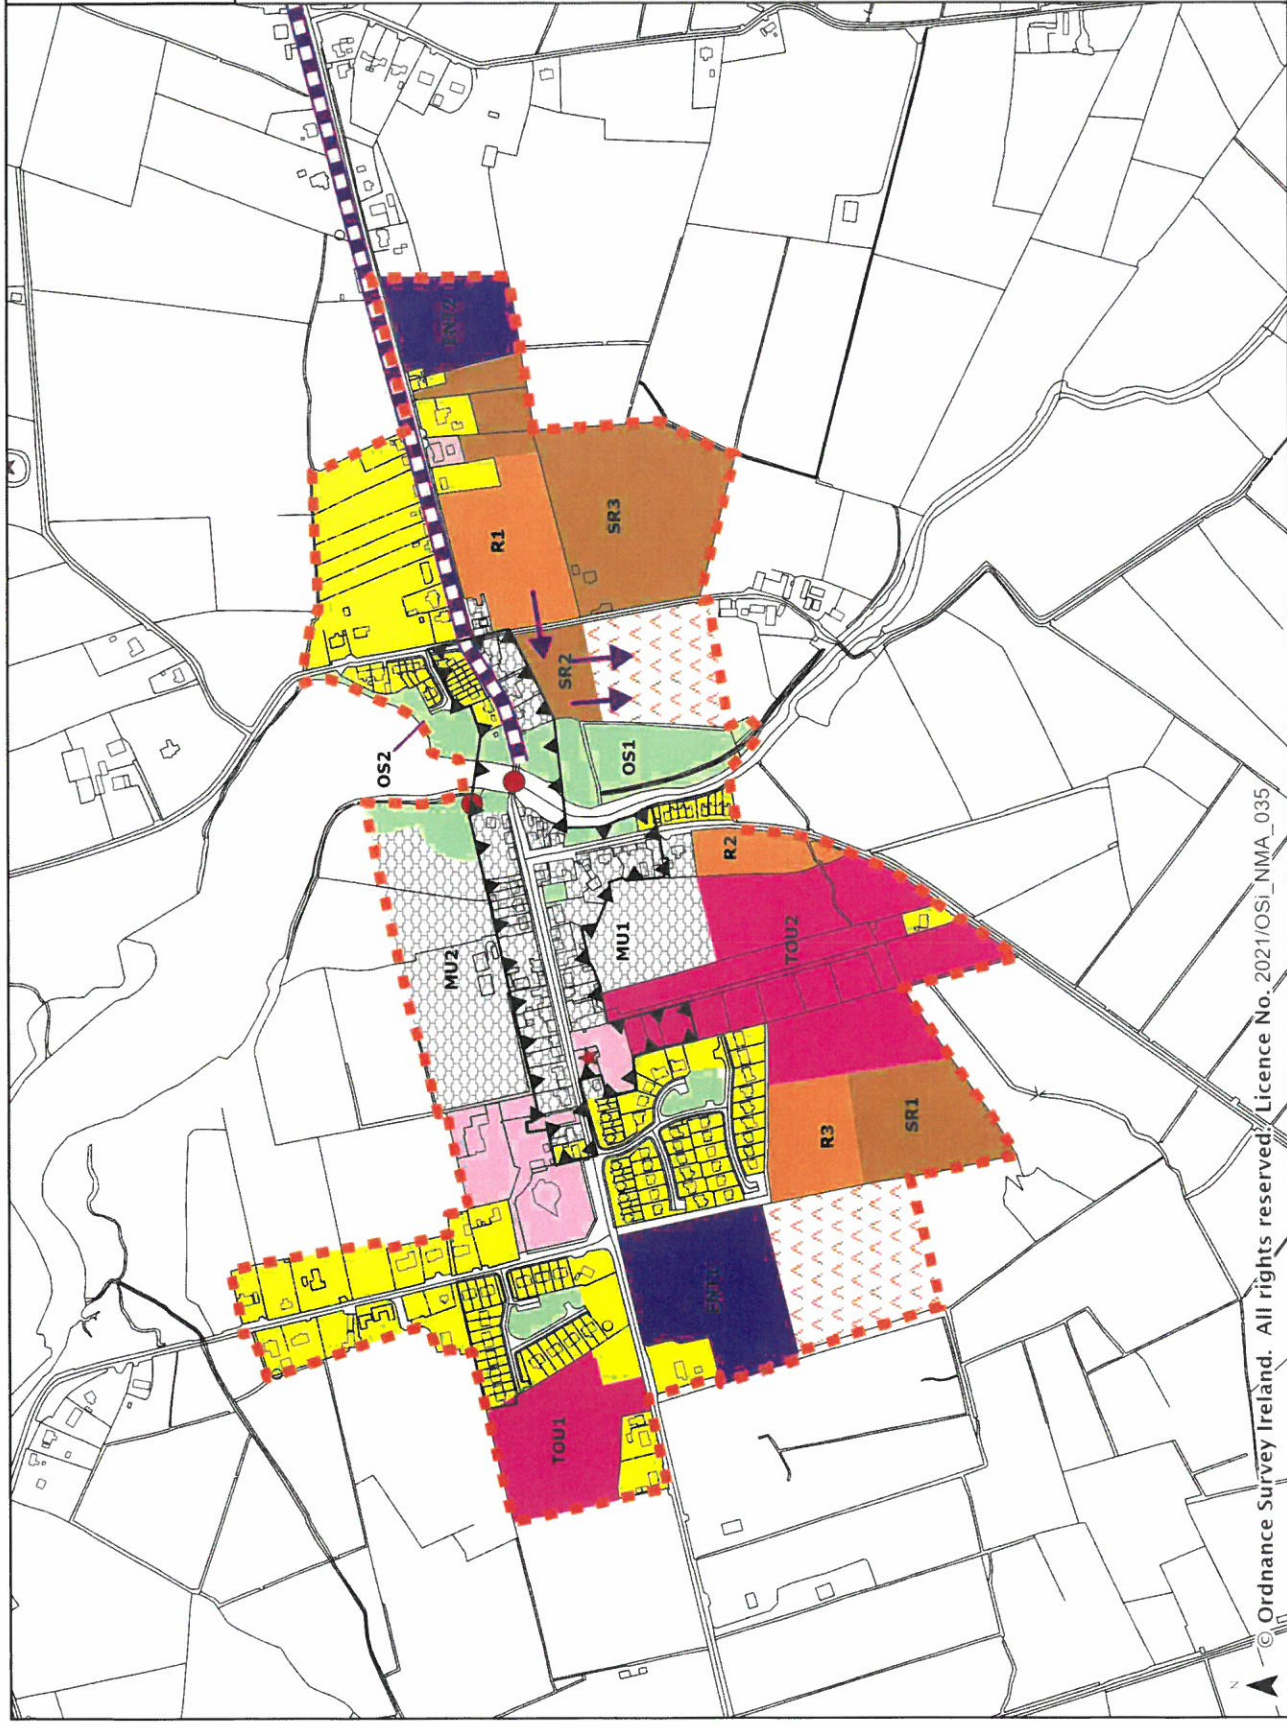 OS2
R1
SR3
SR2
OS1
MU2
MU1
R2
TOU2
R3
SR1
TOU1
N
© Ordnance Survey Ireland. All rights reserved. Licence No. 2021/OSi_NMA_035